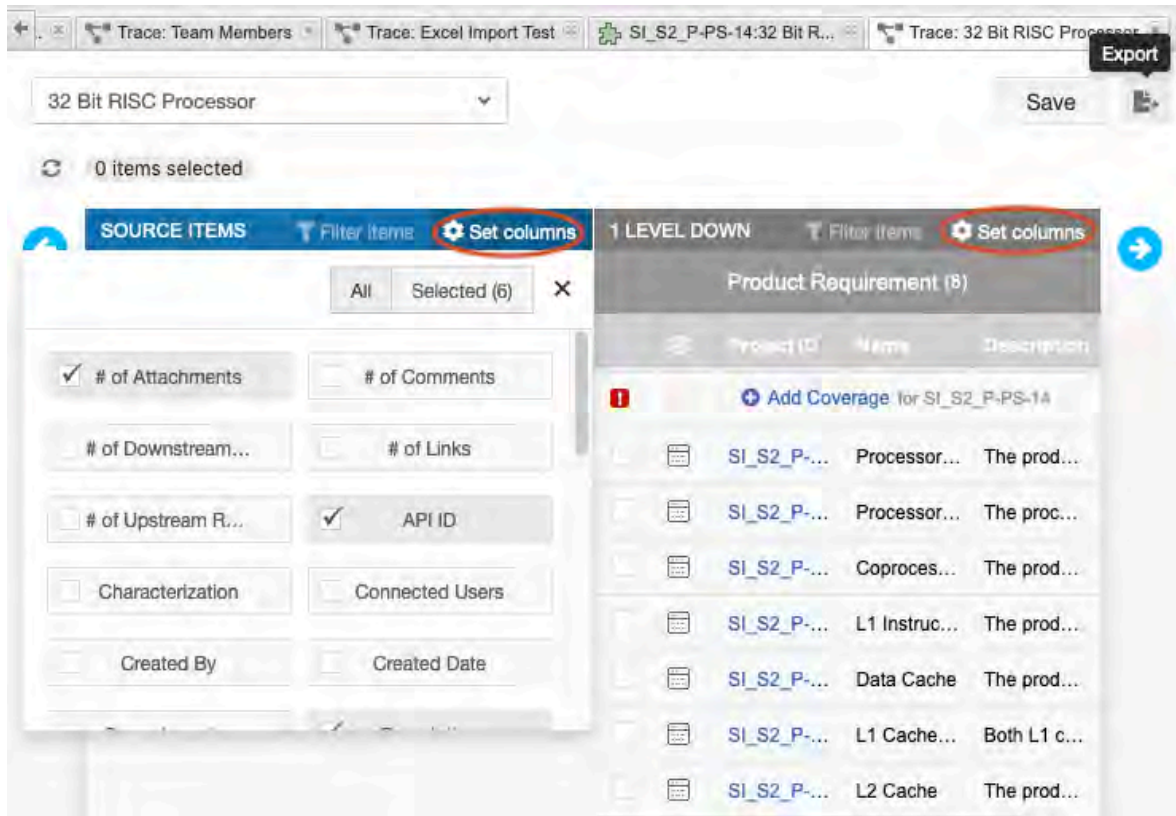 Trace: Team Members
Trace: Excel Import Test
SI_S2_P-PS-14:32 Bit R...
Trace: 32 Bit RISC Processor
Export
32 Bit RISC Processor
Save
0 items selected
SOURCE ITEMS
Filter items
Set columns
1 LEVEL DOWN
Filter items
Set columns
All
Selected (6)
Product Requirement (8)
Project ID
Name
Description
# of Attachments
# of Comments
Add Coverage for SI_S2_P-PS-14
# of Downstream...
# of Links
SI_S2_P-... Processor... The prod...
# of Upstream R...
API ID
SI_S2_P-... Processor... The proc...
SI_S2_P-... Coproces... The prod...
Characterization
Connected Users
SI_S2_P-... L1 Instruc... The prod...
Created By
Created Date
SI_S2_P-... Data Cache The prod...
SI_S2_P-... L1 Cache... Both L1 c...
SI_S2_P-... L2 Cache The prod...